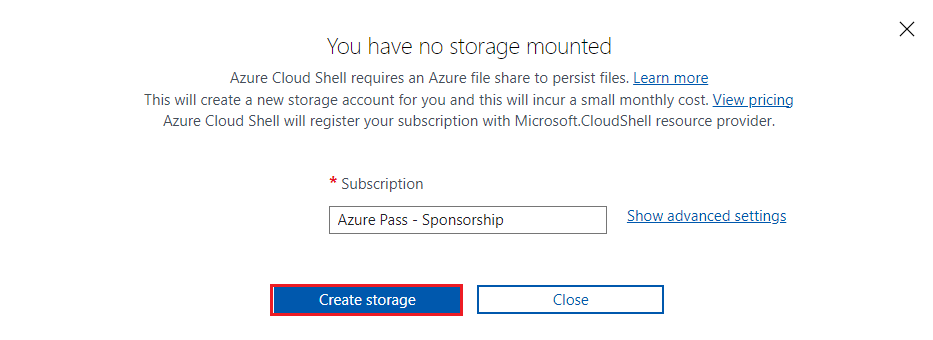 You have no storage mounted
Azure Cloud Shell requires an Azure file share to persist files. Learn more
This will create a new storage account for you and this will incur a small monthly cost. View pricing
Azure Cloud Shell will register your subscription with Microsoft.CloudShell resource provider.
* Subscription
Azure Pass - Sponsorship
Show advanced settings
Create storage
Close